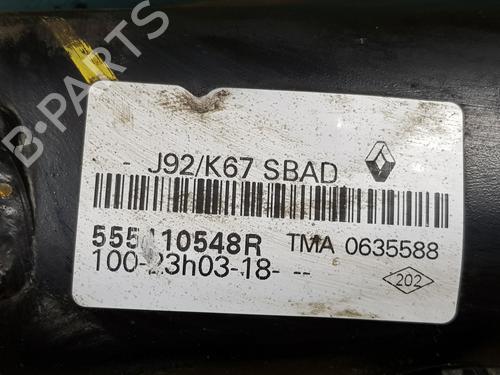 B-PARTS
- J92/K67 SBAD
TMA 0635588
100-23h03-18- --
202